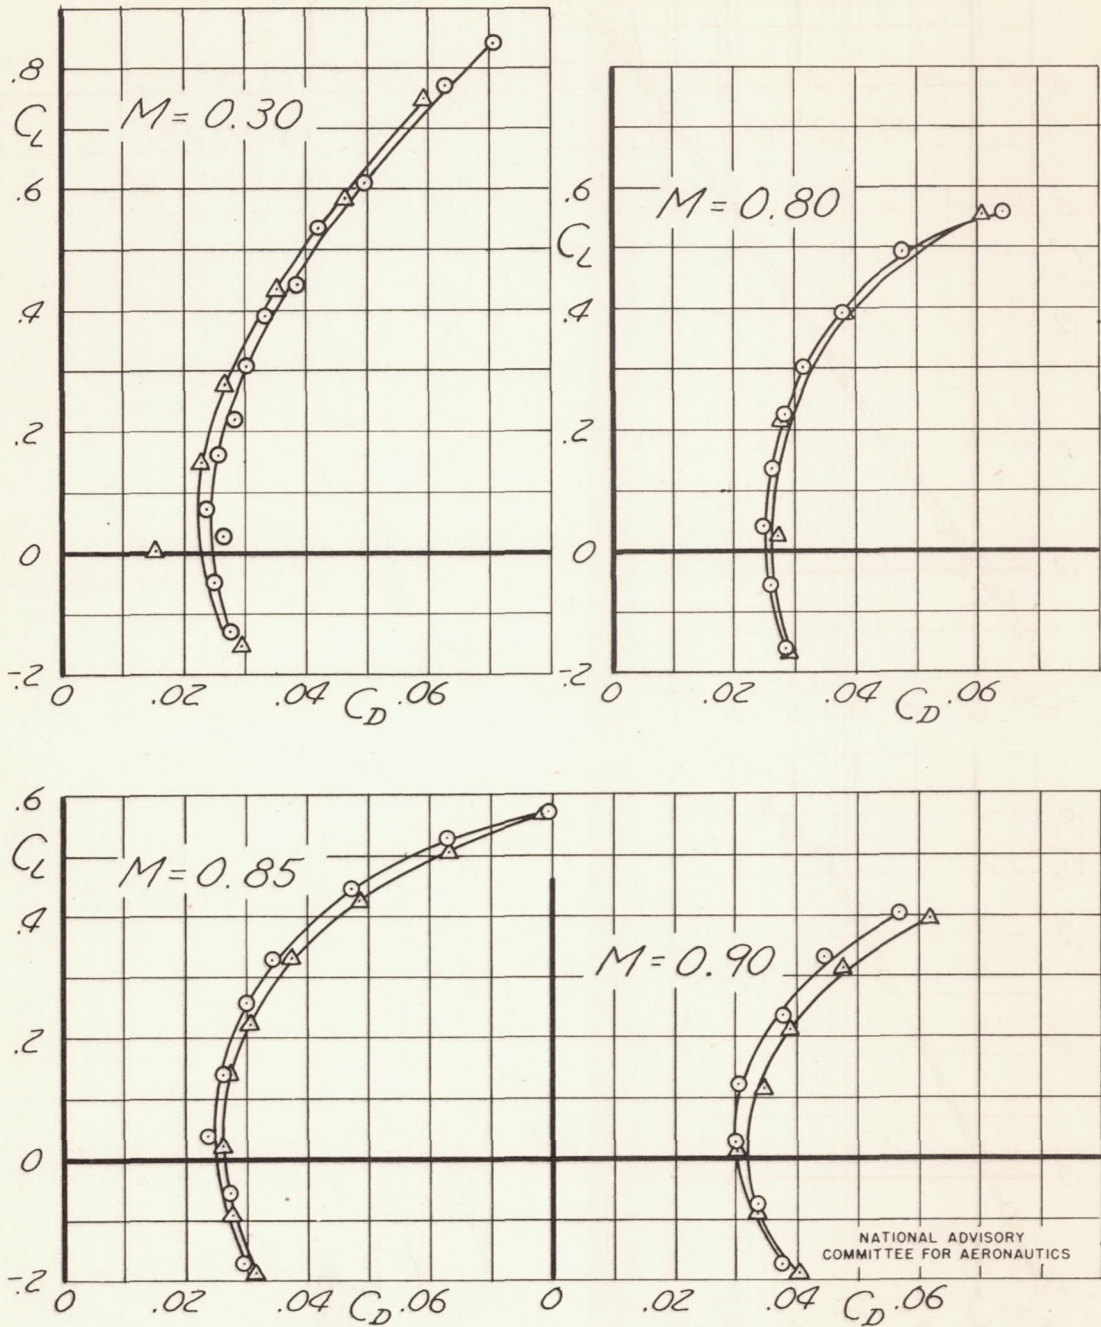 .8
C_L
M = 0.30
.6
.4
.2
0
-.2
0 .02 .04 C_D .06
M = 0.80
.6
C_L
.4
.2
0
-.2
0 .02 C_D .04 .06
.6
C_L
M = 0.85
.4
.2
0
-.2
0 .02 .04 C_D .06
M = 0.90
0 .02 .04 C_D .06
NATIONAL ADVISORY
COMMITTEE FOR AERONAUTICS